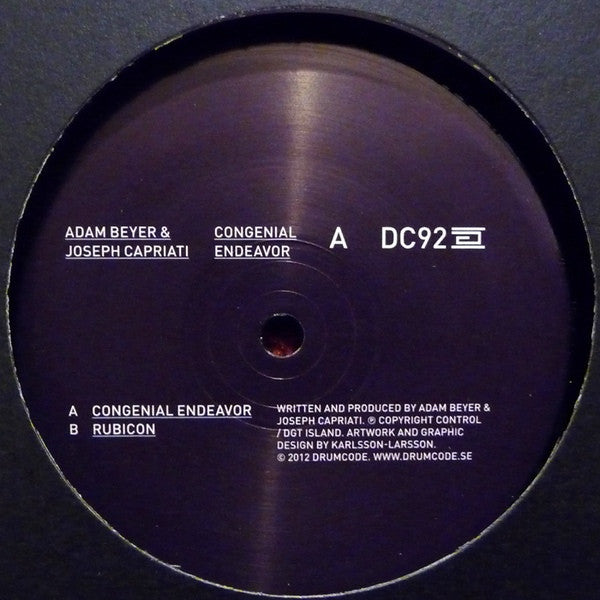 ADAM BEYER &
JOSEPH CAPRIATI
CONGENIAL
ENDEAVOR
A
DC92
A CONGENIAL ENDEAVOR
B RUBICON
WRITTEN AND PRODUCED BY ADAM BEYER &
JOSEPH CAPRIATI. ℗ COPYRIGHT CONTROL
/ DGT ISLAND. ARTWORK AND GRAPHIC
DESIGN BY KARLSSON-LARSSON.
© 2012 DRUMCODE. WWW.DRUMCODE.SE